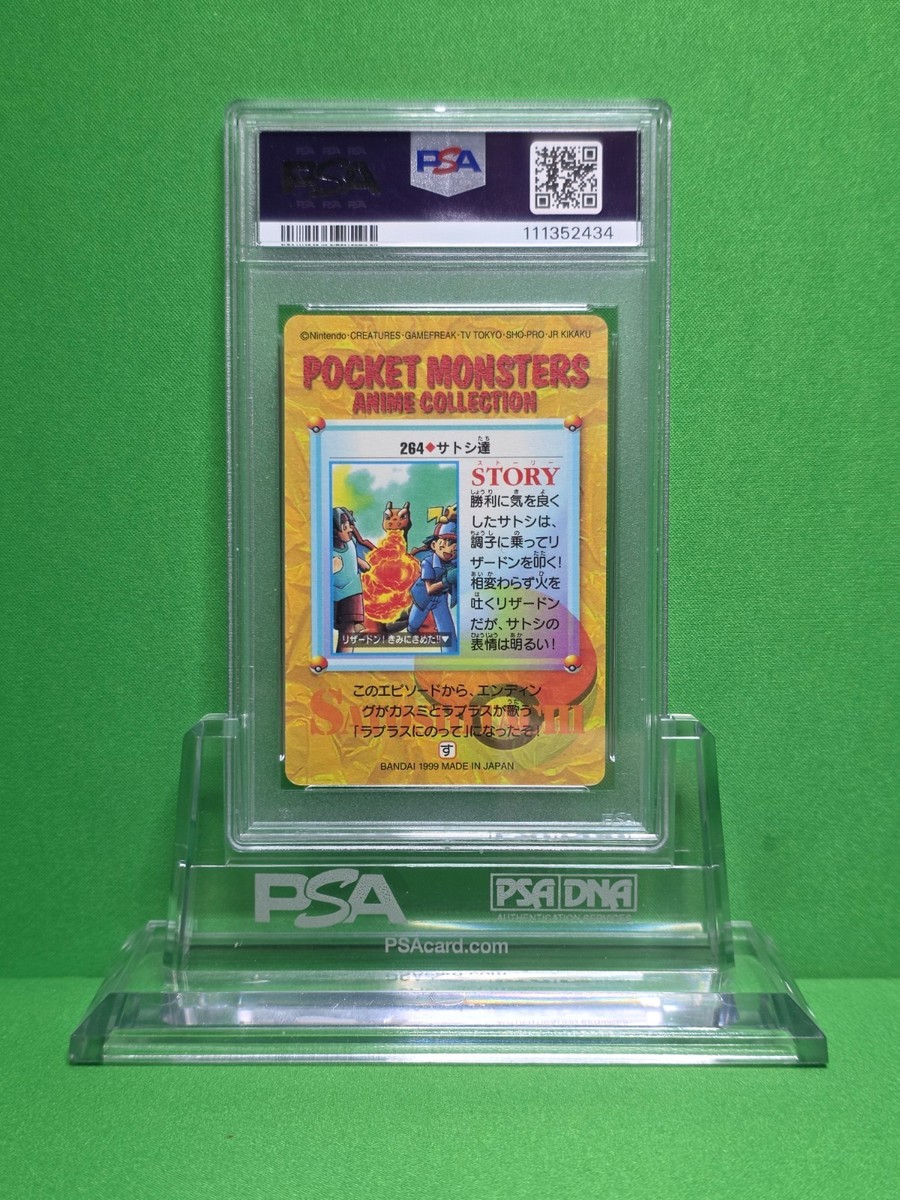 PSA
PSA
111352434
©Nintendo・CREATURES・GAMEFREAK・TV TOKYO・SHO-PRO・JR KIKAKU
POCKET MONSTERS
ANIME COLLECTION
264◆サトシ達
STORY
勝利に気を良く
したサトシは、
調子に乗ってリ
ザードンを叩く!
相変わらず火を
吐くリザードン
だが、サトシの
表情は明るい!
リザードン!きみにきめた!!▼
このエピソードから、エンディン
グがカスミとラプラスが歌う
「ラプラスにのって」になったぞ!
す
BANDAI 1999 MADE IN JAPAN
PSA
PSA DNA
AUTHENTICATION SERVICES
PSAcard.com